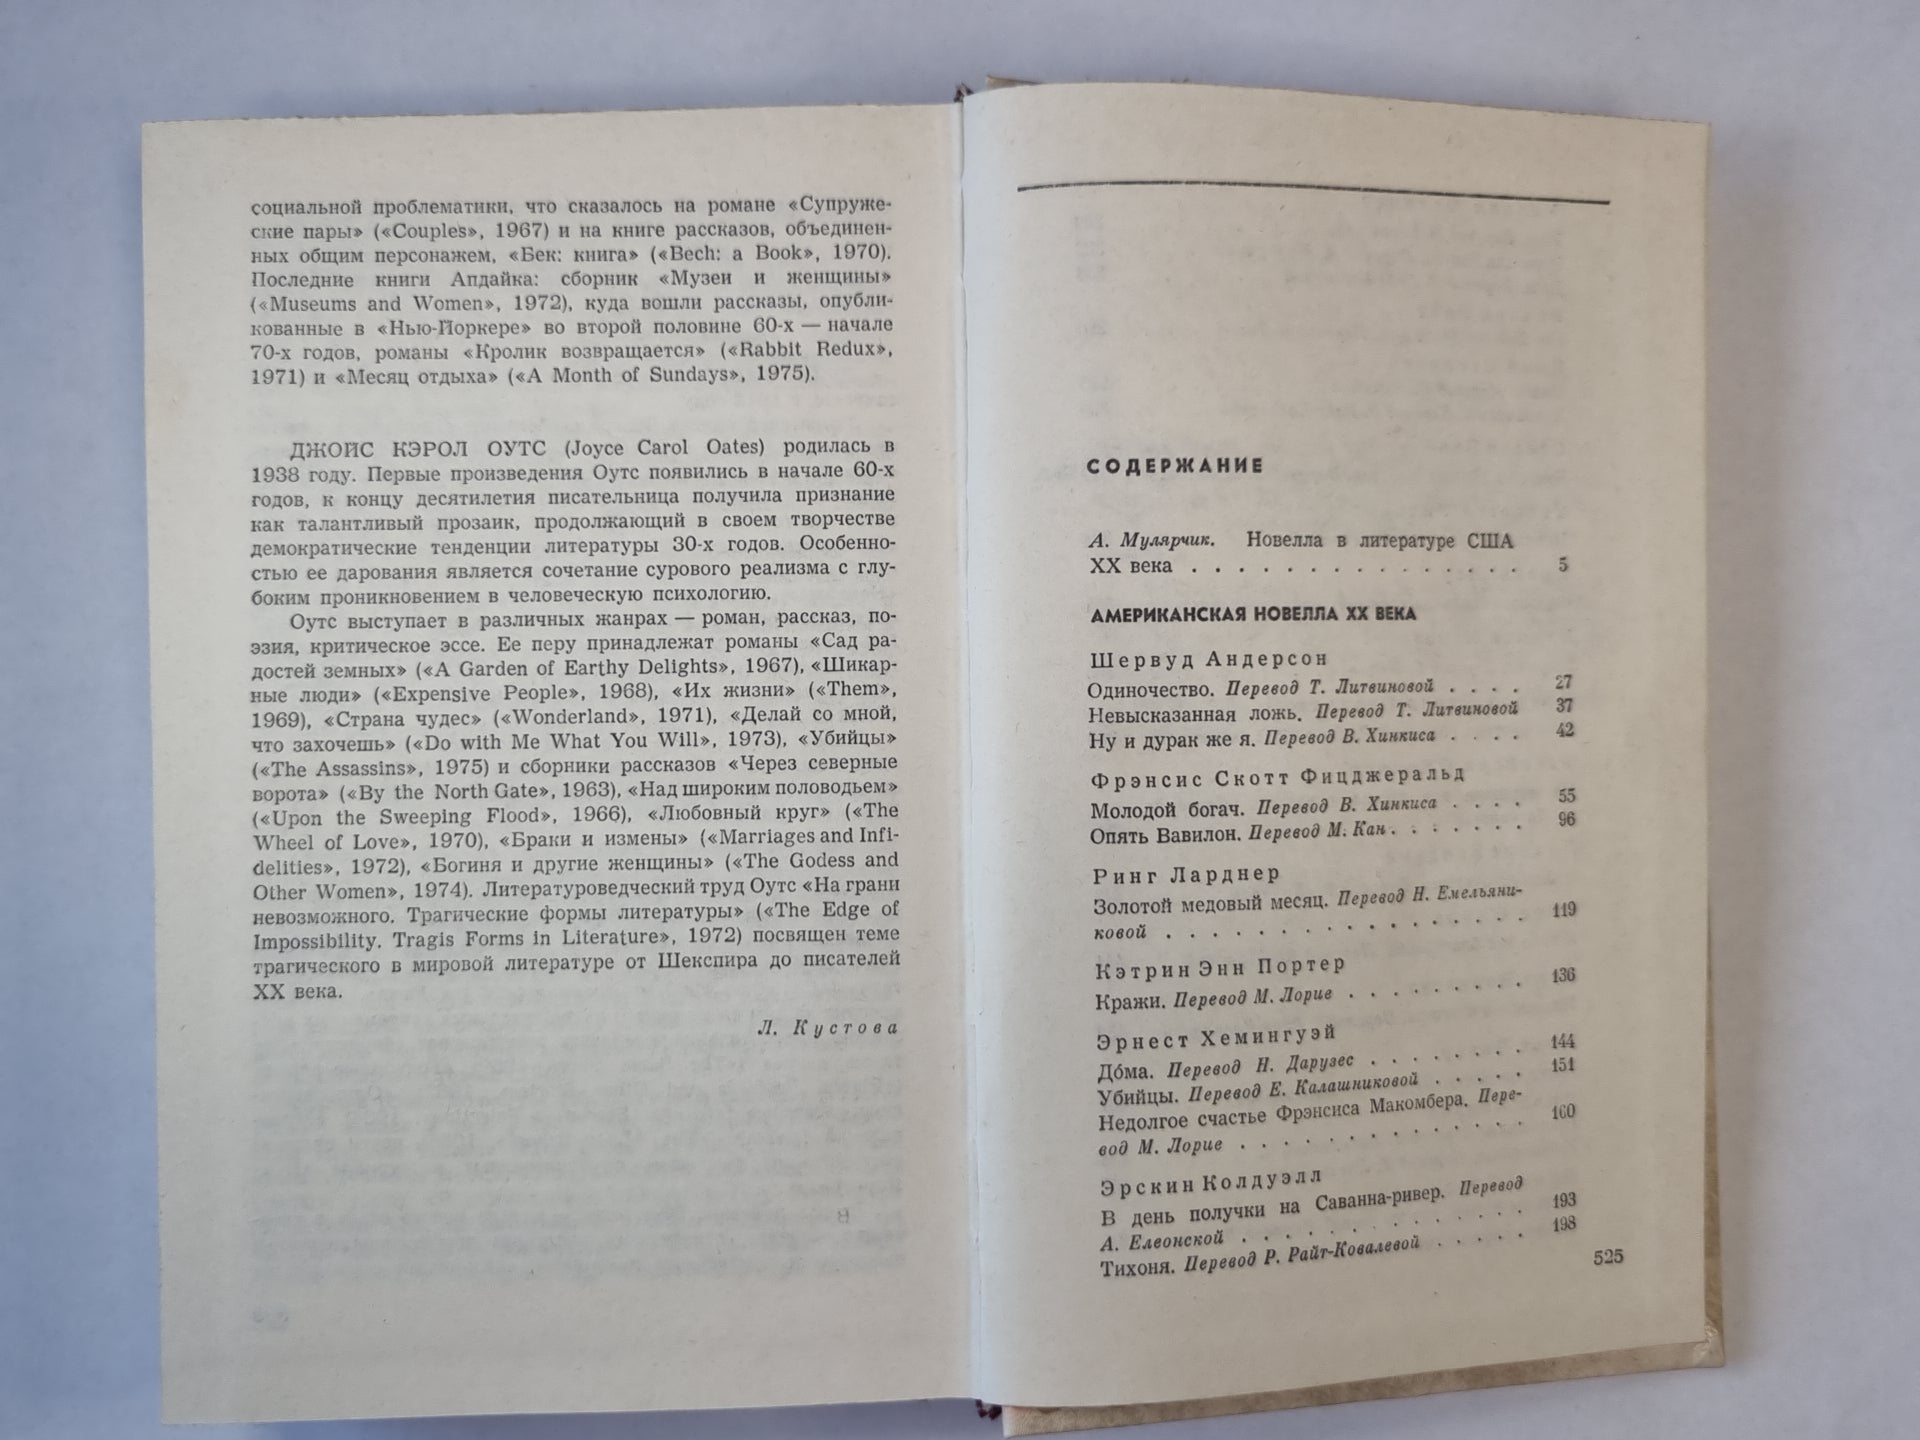 социальной проблематики, что сказалось на романе «Супруже-
ские пары» («Couples», 1967) и на книге рассказов, объединен-
ных общим персонажем, «Бек: книга» («Bech: a Book», 1970).
Последние книги Апдайка: сборник «Музеи и женщины»
(«Museums and Women», 1972), куда вошли рассказы, опубли-
кованные в «Нью-Йоркере» во второй половине 60-х — начале
70-х годов, романы «Кролик возвращается» («Rabbit Redux»,
1971) и «Месяц отдыха» («A Month of Sundays», 1975).
ДЖОЙС КЭРОЛ ОУТС (Joyce Carol Oates) родилась в
1938 году. Первые произведения Оутс появились в начале 60-х
годов, к концу десятилетия писательница получила признание
как талантливый прозаик, продолжающий в своем творчестве
демократические тенденции литературы 30-х годов. Особенно-
стью ее дарования является сочетание сурового реализма с глу-
боким проникновением в человеческую психологию.
Оутс выступает в различных жанрах — роман, рассказ, по-
эзия, критическое эссе. Ее перу принадлежат романы «Сад ра-
достей земных» («A Garden of Earthy Delights», 1967), «Шикар-
ные люди» («Expensive People», 1968), «Их жизни» («Them»,
1969), «Страна чудес» («Wonderland», 1971), «Делай со мной,
что захочешь» («Do with Me What You Will», 1973), «Убийцы»
(«The Assassins», 1975) и сборники рассказов «Через северные
ворота» («By the North Gate», 1963), «Над широким половодьем»
(«Upon the Sweeping Flood», 1966), «Любовный круг» («The
Wheel of Love», 1970), «Браки и измены» («Marriages and Infi-
delities», 1972), «Богиня и другие женщины» («The Godess and
Other Women», 1974). Литературоведческий труд Оутс «На грани
невозможного. Трагические формы литературы» («The Edge of
Impossibility. Tragis Forms in Literature», 1972) посвящен теме
трагического в мировой литературе от Шекспира до писателей
XX века.
Л. Кустова
СОДЕРЖАНИЕ
А. Мулярчик. Новелла в литературе США
XX века . . . . . . . . . . . . . . 5
АМЕРИКАНСКАЯ НОВЕЛЛА XX ВЕКА
Шервуд Андерсон
Одиночество. Перевод Т. Литвиновой . . . . 27
Невысказанная ложь. Перевод Т. Литвиновой 37
Ну и дурак же я. Перевод В. Хинкиса . . . . 42
Фрэнсис Скотт Фицджеральд
Молодой богач. Перевод В. Хинкиса . . . . 55
Опять Вавилон. Перевод М. Кан . . . . . . 96
Ринг Ларднер
Золотой медовый месяц. Перевод Н. Емельяни-
ковой . . . . . . . . . . . . . . . . 119
Кэтрин Энн Портер
Кражи. Перевод М. Лорие . . . . . . . . . 136
Эрнест Хемингуэй
До́ма. Перевод Н. Дарузес . . . . . . . . 144
Убийцы. Перевод Е. Калашниковой . . . . . 151
Недолгое счастье Фрэнсиса Макомбера. Пере-
вод М. Лорие . . . . . . . . . . . . . 160
Эрскин Колдуэлл
В день получки на Саванна-ривер. Перевод
А. Елеонской . . . . . . . . . . . . . 193
Тихоня. Перевод Р. Райт-Ковалевой . . . . . 198
525